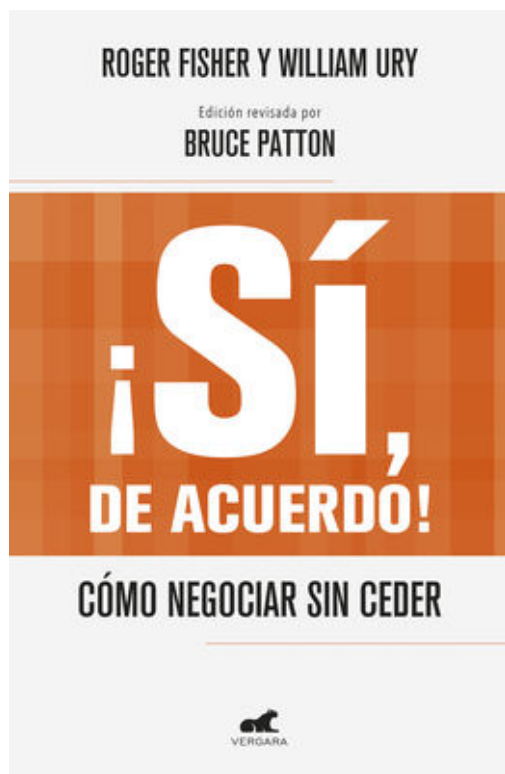 ROGER FISHER Y WILLIAM URY
Edición revisada por
BRUCE PATTON
¡SÍ,
DE ACUERDO!
CÓMO NEGOCIAR SIN CEDER
VERGARA